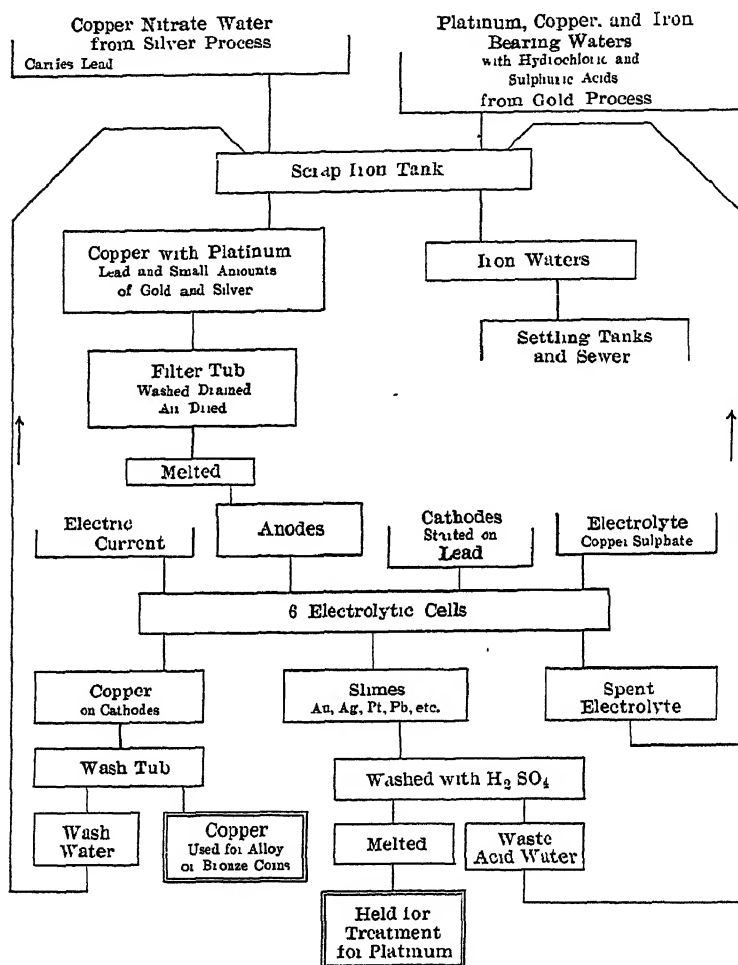 Copper Nitrate Water
from Silver Process
Carries Lead
Platinum, Copper, and Iron
Bearing Waters
with Hydrochloric and
Sulphuric Acids
from Gold Process
Scrap Iron Tank
Copper with Platinum
Lead and Small Amounts
of Gold and Silver
Iron Waters
Settling Tanks
and Sewer
Filter Tub
Washed Drained
Air Dried
Melted
Electric
Current
Anodes
Cathodes
Started on
Lead
Electrolyte
Copper Sulphate
6 Electrolytic Cells
Copper
on Cathodes
Slimes
Au, Ag, Pt, Pb, etc.
Spent
Electrolyte
Wash Tub
Washed with H₂ SO₄
Wash
Water
Copper
Used for Alloy
or Bronze Coins
Melted
Waste
Acid Water
Held for
Treatment
for Platinum